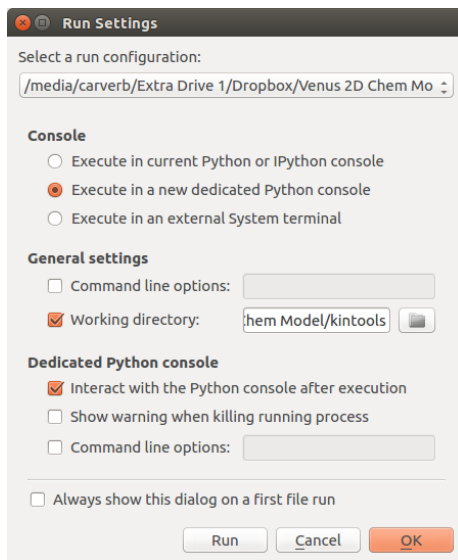 Run Settings
Select a run configuration:
/media/carverb/Extra Drive 1/Dropbox/Venus 2D Chem Mo
Console
Execute in current Python or IPython console
Execute in a new dedicated Python console
Execute in an external System terminal
General settings
Command line options:
Working directory: hem Model/kintools
Dedicated Python console
Interact with the Python console after execution
Show warning when killing running process
Command line options:
Always show this dialog on a first file run
Run Cancel OK